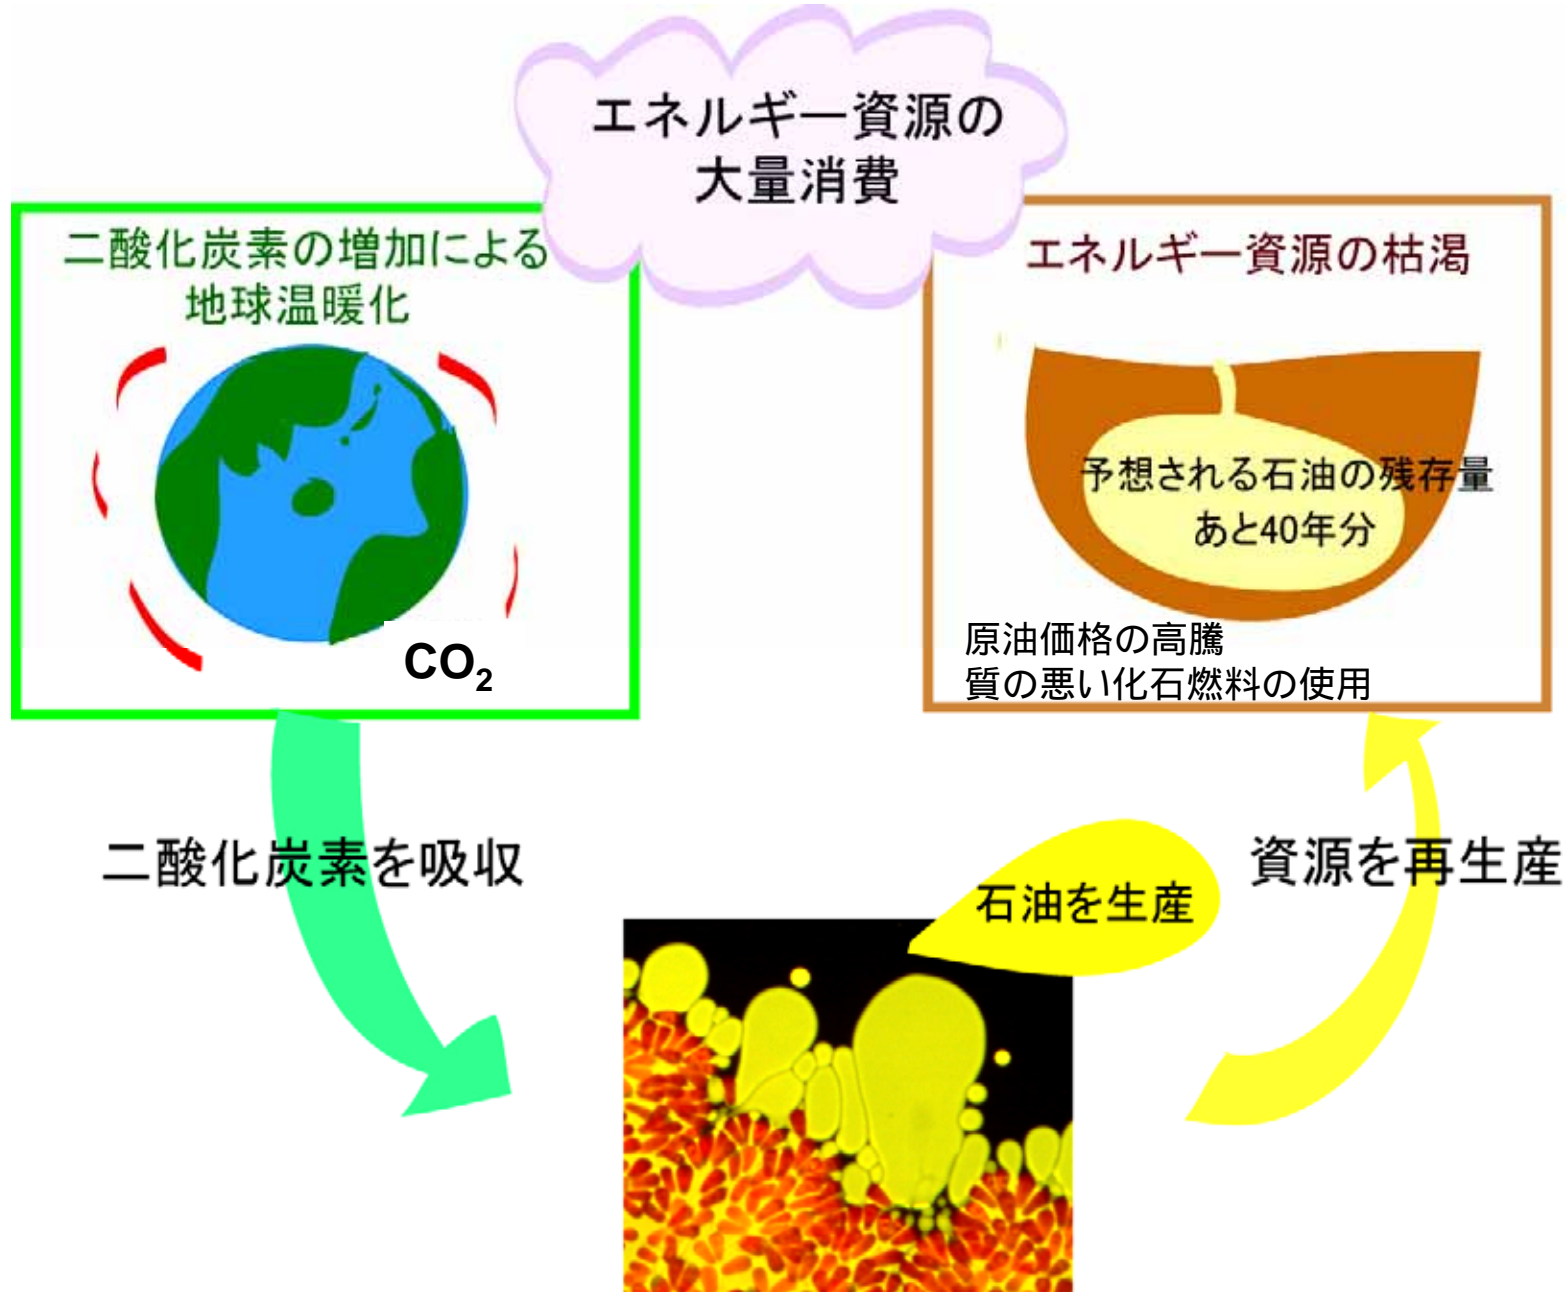 エネルギー資源の
大量消費
二酸化炭素の増加による
地球温暖化
CO₂
エネルギー資源の枯渇
予想される石油の残存量
あと40年分
原油価格の高騰
質の悪い化石燃料の使用
二酸化炭素を吸収
石油を生産
資源を再生産